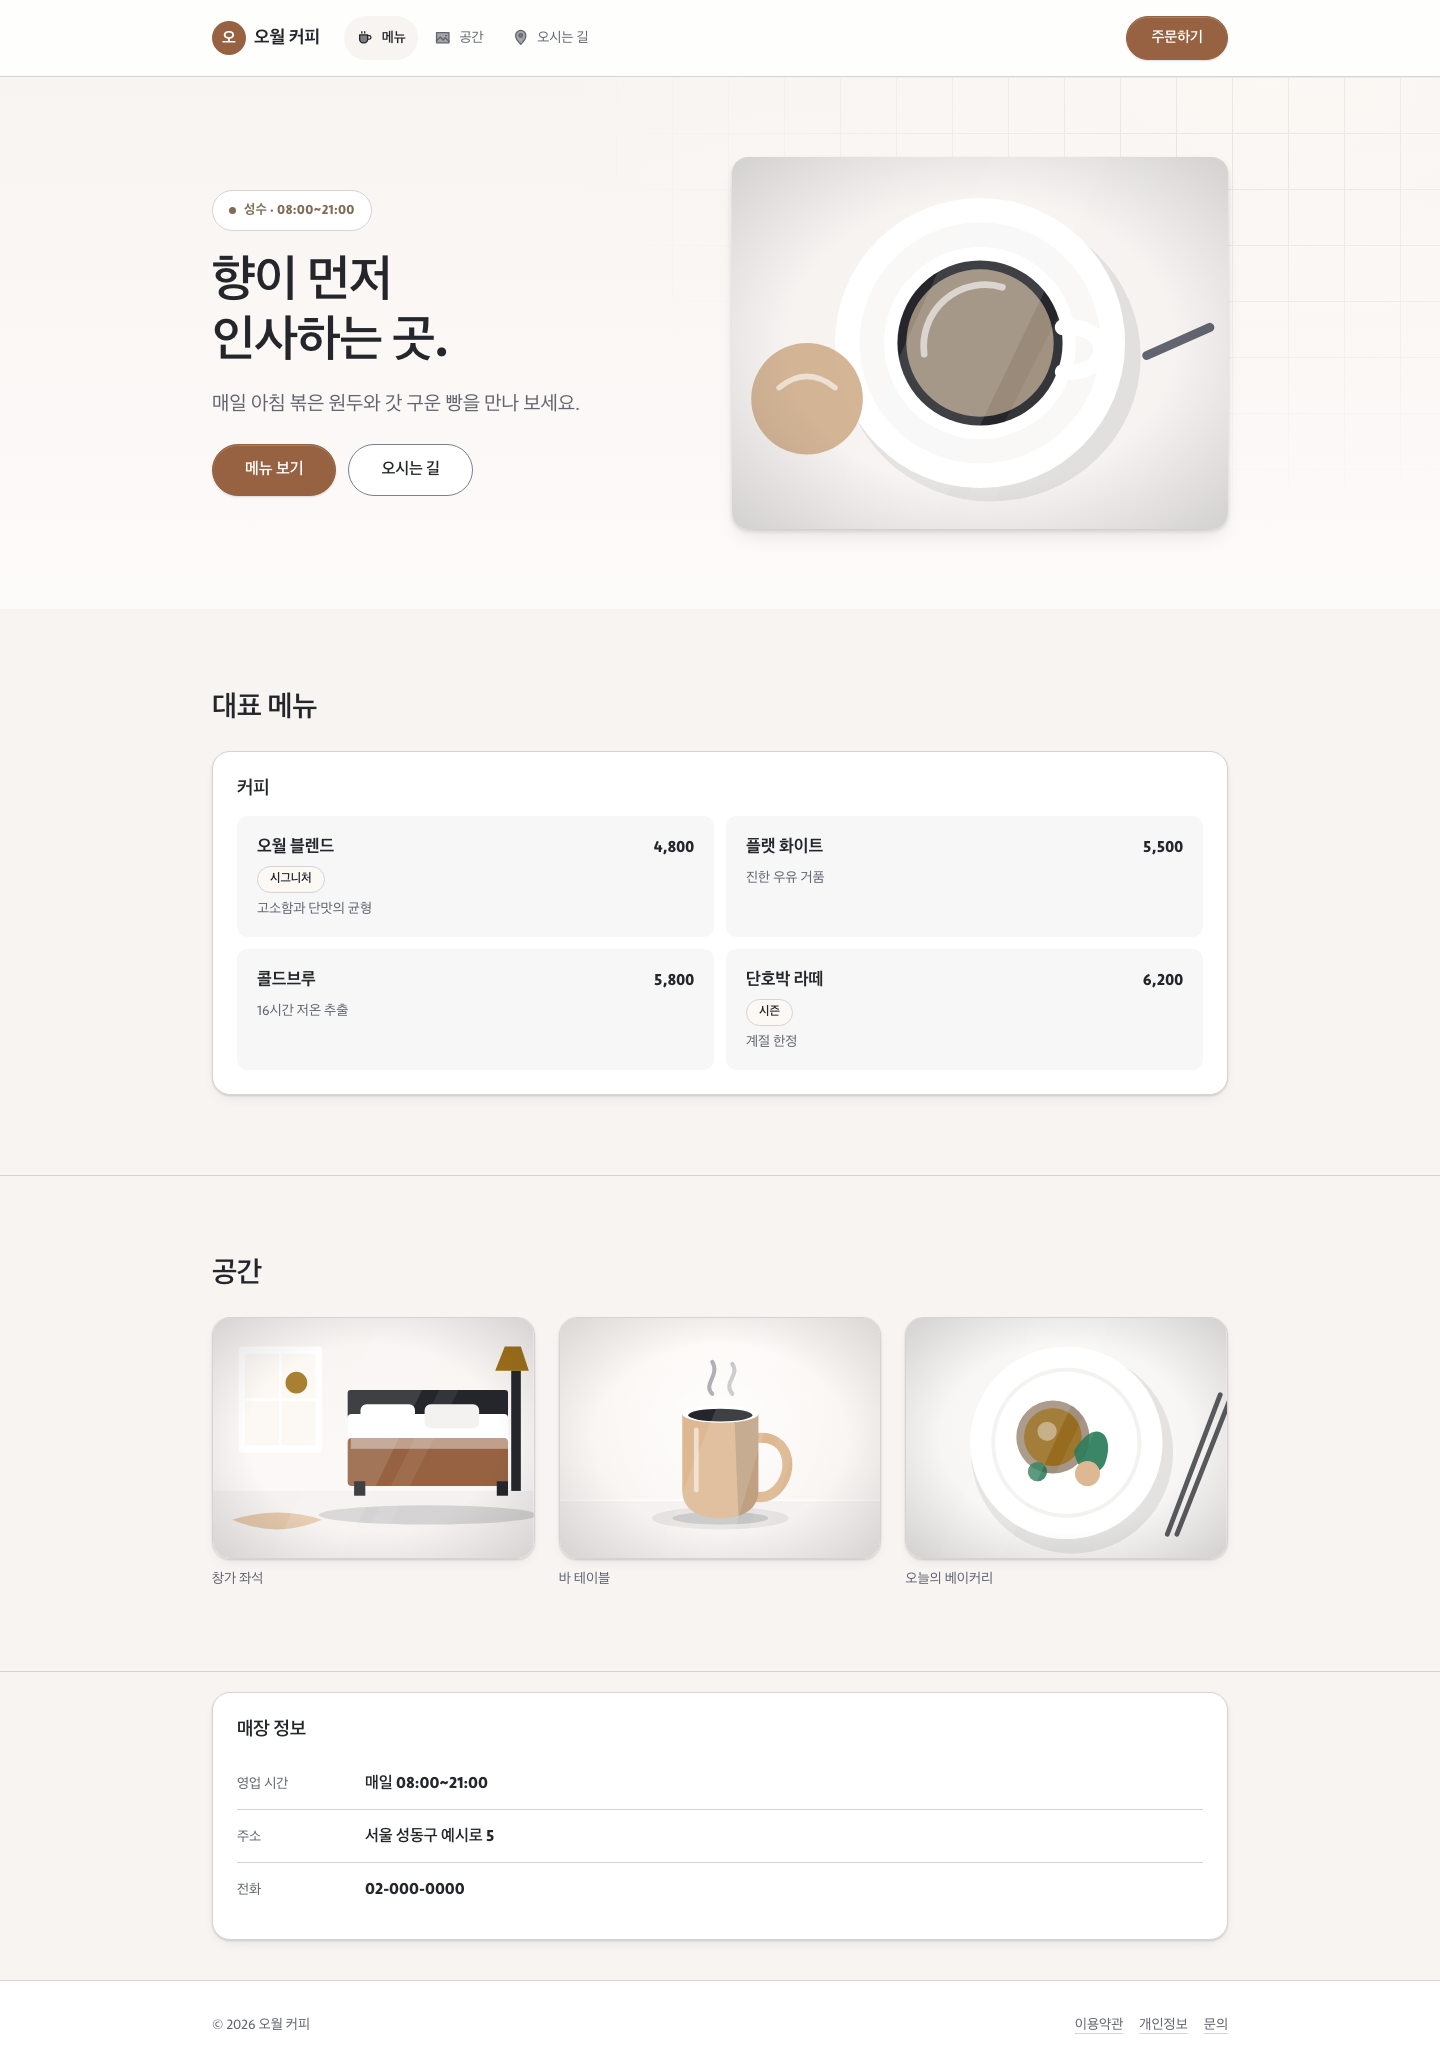 오 오월 커피 메뉴 공간 오시는 길 주문하기
성수 · 08:00~21:00
향이 먼저
인사하는 곳.
매일 아침 볶은 원두와 갓 구운 빵을 만나 보세요.
메뉴 보기 오시는 길
대표 메뉴
커피
오월 블렌드 4,800
시그니처
고소함과 단맛의 균형
플랫 화이트 5,500
진한 우유 거품
콜드브루 5,800
16시간 저온 추출
단호박 라떼 6,200
시즌
계절 한정
공간
창가 좌석
바 테이블
오늘의 베이커리
매장 정보
영업 시간 매일 08:00~21:00
주소 서울 성동구 예시로 5
전화 02-000-0000
© 2026 오월 커피 이용약관 개인정보 문의